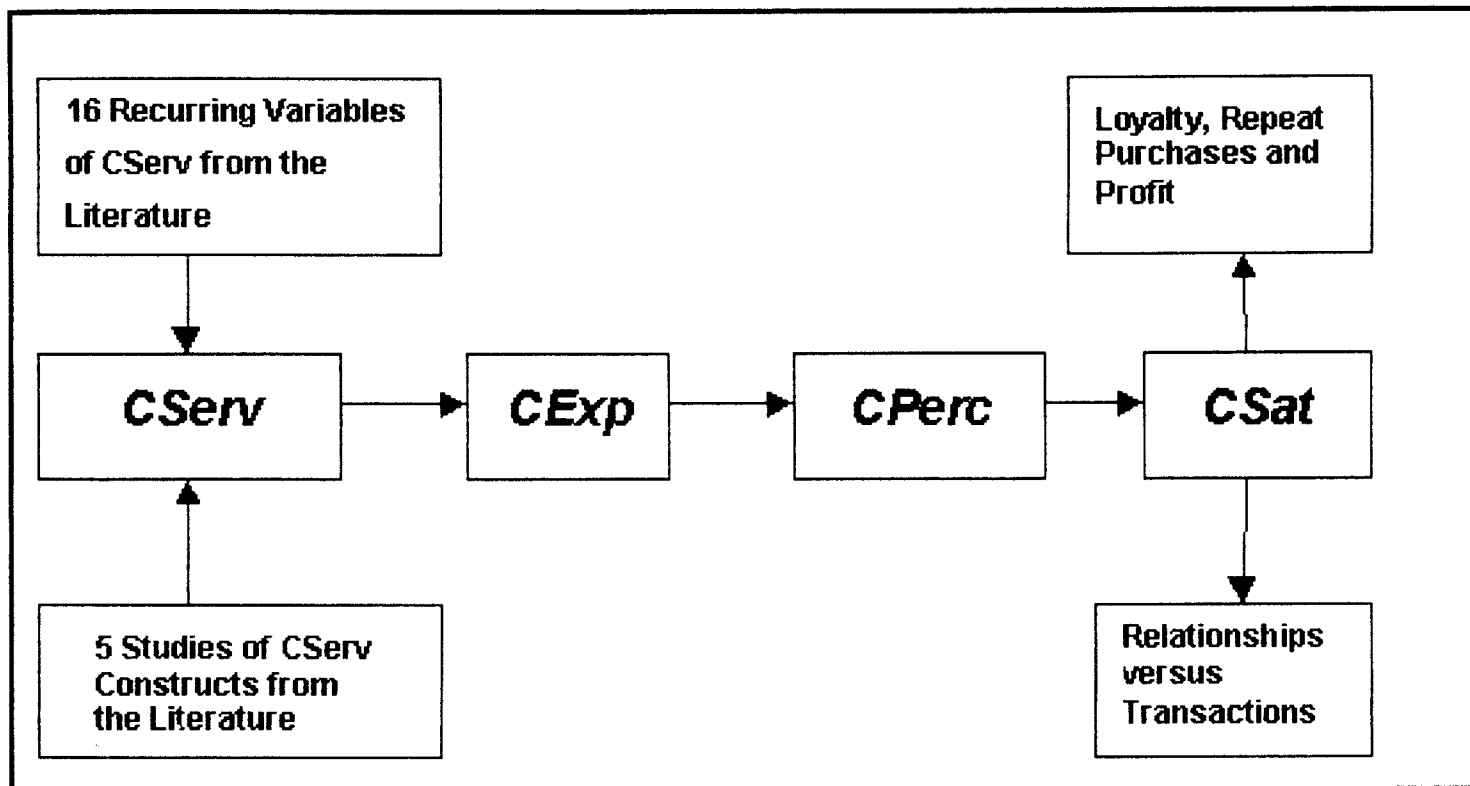 16 Recurring Variables
of CServ from the
Literature
Loyalty, Repeat
Purchases and
Profit
CServ
CExp
CPerc
CSat
5 Studies of CServ
Constructs from
the Literature
Relationships
versus
Transactions